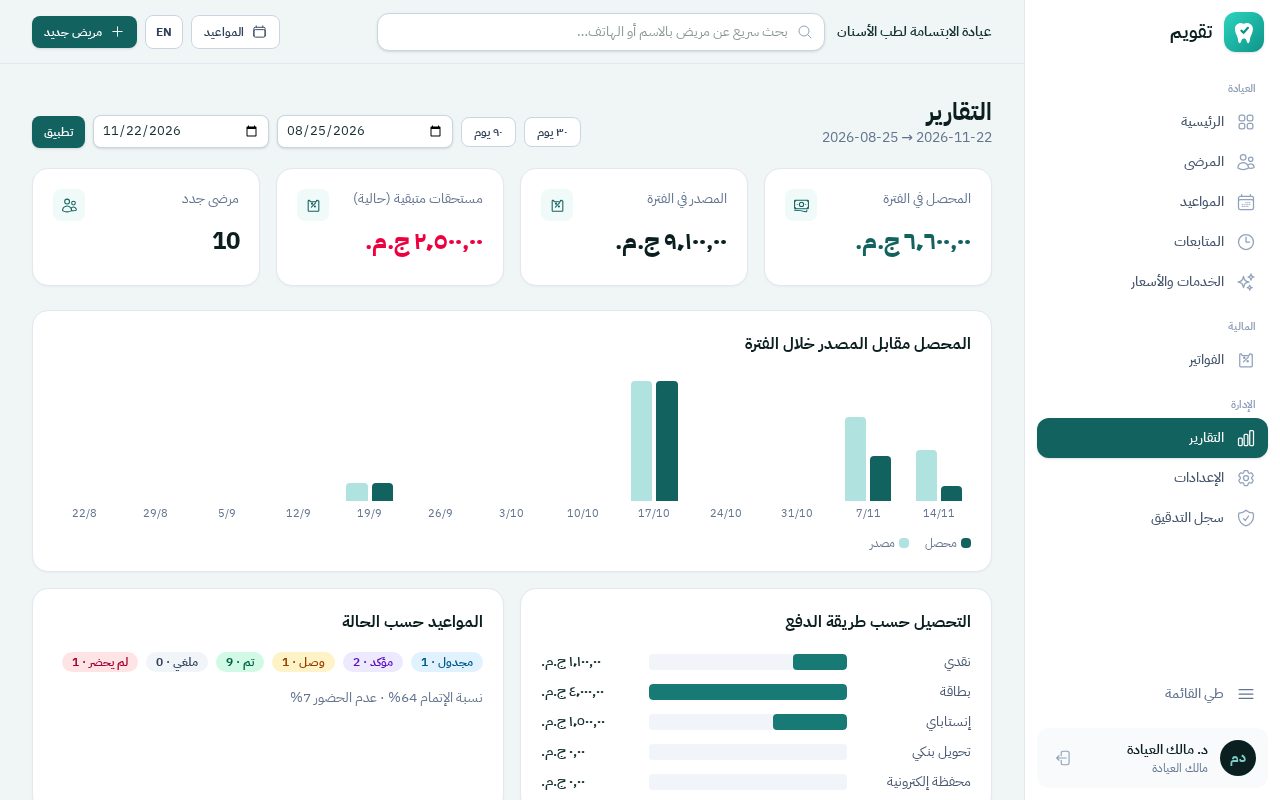 تقويم
العيادة
الرئيسية
المرضى
المواعيد
المتابعات
الخدمات والأسعار
المالية
الفواتير
الإدارة
التقارير
الإعدادات
سجل التدقيق
طي القائمة
دم
د. مالك العيادة
مالك العيادة
عيادة الابتسامة لطب الأسنان
بحث سريع عن مريض بالاسم أو الهاتف...
المواعيد
EN
مريض جديد
التقارير
2026-08-25 → 2026-11-22
٣٠ يوم
٩٠ يوم
08/25/2026
11/22/2026
تطبيق
المحصل في الفترة
٦٬٦٠٠٫٠٠ ج.م.
المصدر في الفترة
٩٬١٠٠٫٠٠ ج.م.
مستحقات متبقية (حالية)
٢٬٥٠٠٫٠٠ ج.م.
مرضى جدد
10
المحصل مقابل المصدر خلال الفترة
22/8 29/8 5/9 12/9 19/9 26/9 3/10 10/10 17/10 24/10 31/10 7/11 14/11
محصل
مصدر
التحصيل حسب طريقة الدفع
نقدي ١٬١٠٠٫٠٠ ج.م.
بطاقة ٤٬٠٠٠٫٠٠ ج.م.
إنستاباي ١٬٥٠٠٫٠٠ ج.م.
تحويل بنكي ٠٫٠٠ ج.م.
محفظة إلكترونية ٠٫٠٠ ج.م.
المواعيد حسب الحالة
مجدول · 1
مؤكد · 2
وصل · 1
تم · 9
ملغي · 0
لم يحضر · 1
نسبة الإتمام 64% · عدم الحضور 7%